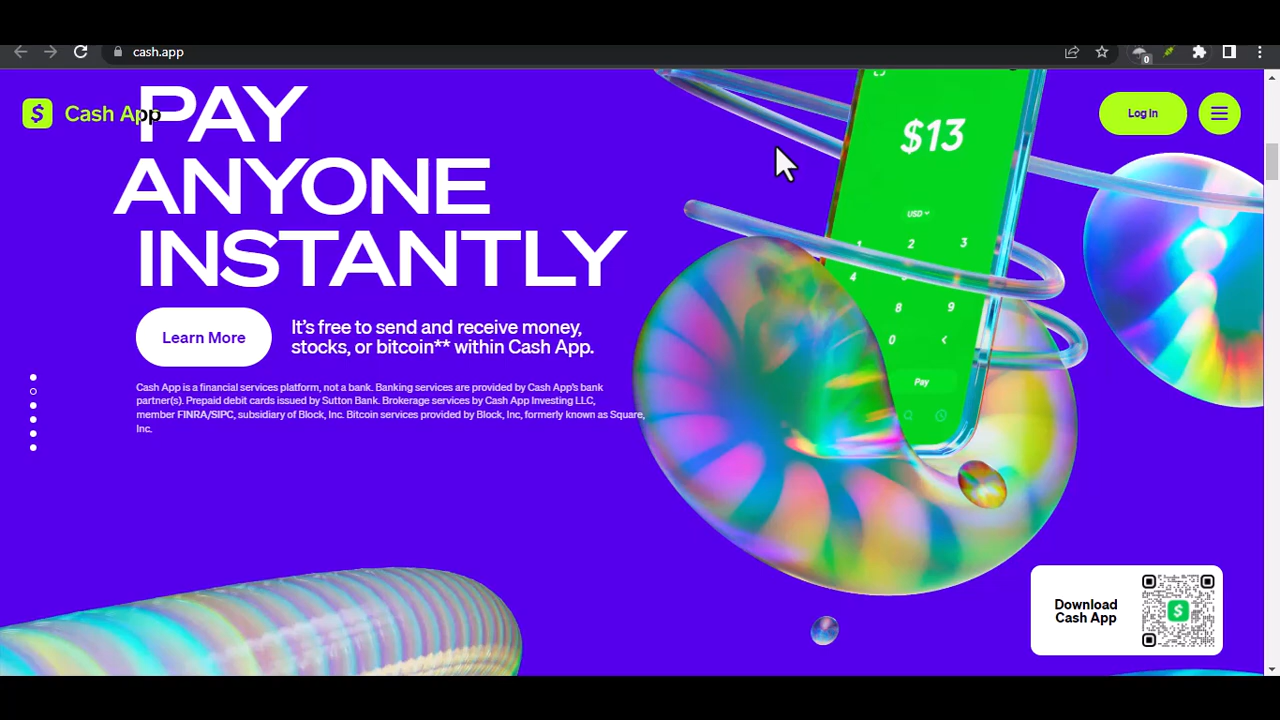 cash.app
0
Cash App
Log In
PAY
ANYONE
INSTANTLY
Learn More
It's free to send and receive money,
stocks, or bitcoin** within Cash App.
Cash App is a financial services platform, not a bank. Banking services are provided by Cash App's bank
partner(s). Prepaid debit cards issued by Sutton Bank. Brokerage services by Cash App Investing LLC,
member FINRA/SIPC, subsidiary of Block, Inc. Bitcoin services provided by Block, Inc, formerly known as Square,
Inc.
$13
USD
1 2 3
4
8 9
0 <
Pay
Download
Cash App
$